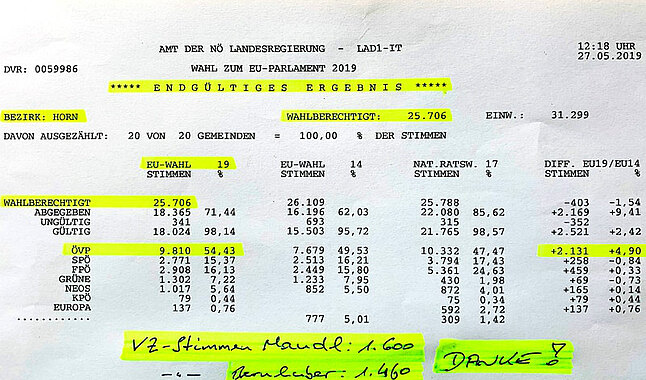 AMT DER NÖ LANDESREGIERUNG - LAD1-IT 12:18 UHR
DVR: 0059986 WAHL ZUM EU-PARLAMENT 2019 27.05.2019
***** ENDGÜLTIGES ERGEBNIS *****
BEZIRK: HORN WAHLBERECHTIGT: 25.706 EINW.: 31.299
DAVON AUSGEZÄHLT: 20 VON 20 GEMEINDEN = 100,00 % DER STIMMEN
EU-WAHL 19 EU-WAHL 14 NAT.RATSW. 17 DIFF. EU19/EU14
STIMMEN % STIMMEN % STIMMEN % STIMMEN %
WAHLBERECHTIGT 25.706 26.109 25.788 -403 -1,54
ABGEGEBEN 18.365 71,44 16.196 62,03 22.080 85,62 +2.169 +9,41
UNGÜLTIG 341 693 315 -352
GÜLTIG 18.024 98,14 15.503 95,72 21.765 98,57 +2.521 +2,42
ÖVP 9.810 54,43 7.679 49,53 10.332 47,47 +2.131 +4,90
SPÖ 2.771 15,37 2.513 16,21 3.794 17,43 +258 -0,84
FPÖ 2.908 16,13 2.449 15,80 5.361 24,63 +459 +0,33
GRÜNE 1.302 7,22 1.233 7,95 430 1,98 +69 -0,73
NEOS 1.017 5,64 852 5,50 872 4,01 +165 +0,14
KPÖ 79 0,44 75 0,34 +79 +0,44
EUROPA 137 0,76 592 2,72 +137 +0,76
............ 777 5,01 309 1,42
VZ-Stimmen Mandl: 1.600 DANKE!
-"- Bernhuber: 1.460